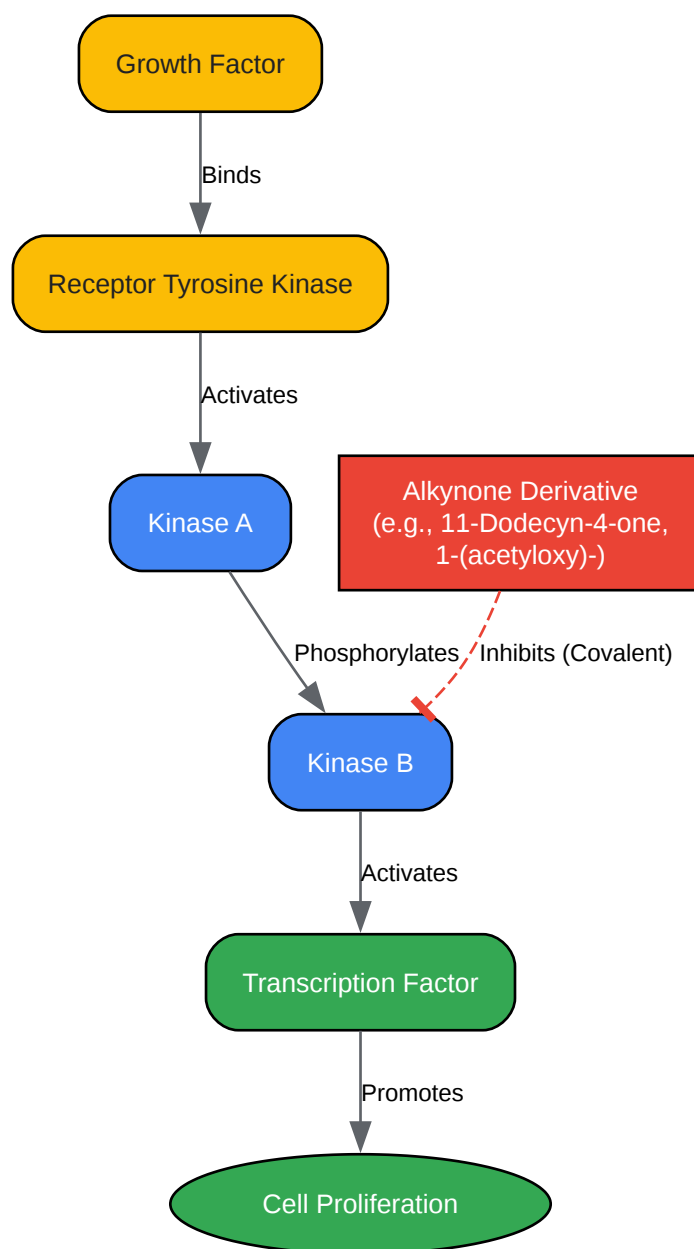 Growth Factor
Binds
Receptor Tyrosine Kinase
Activates
Kinase A
Alkynone Derivative
(e.g., 11-Dodecyn-4-one,
1-(acetyloxy)-)
Phosphorylates
Inhibits (Covalent)
Kinase B
Activates
Transcription Factor
Promotes
Cell Proliferation